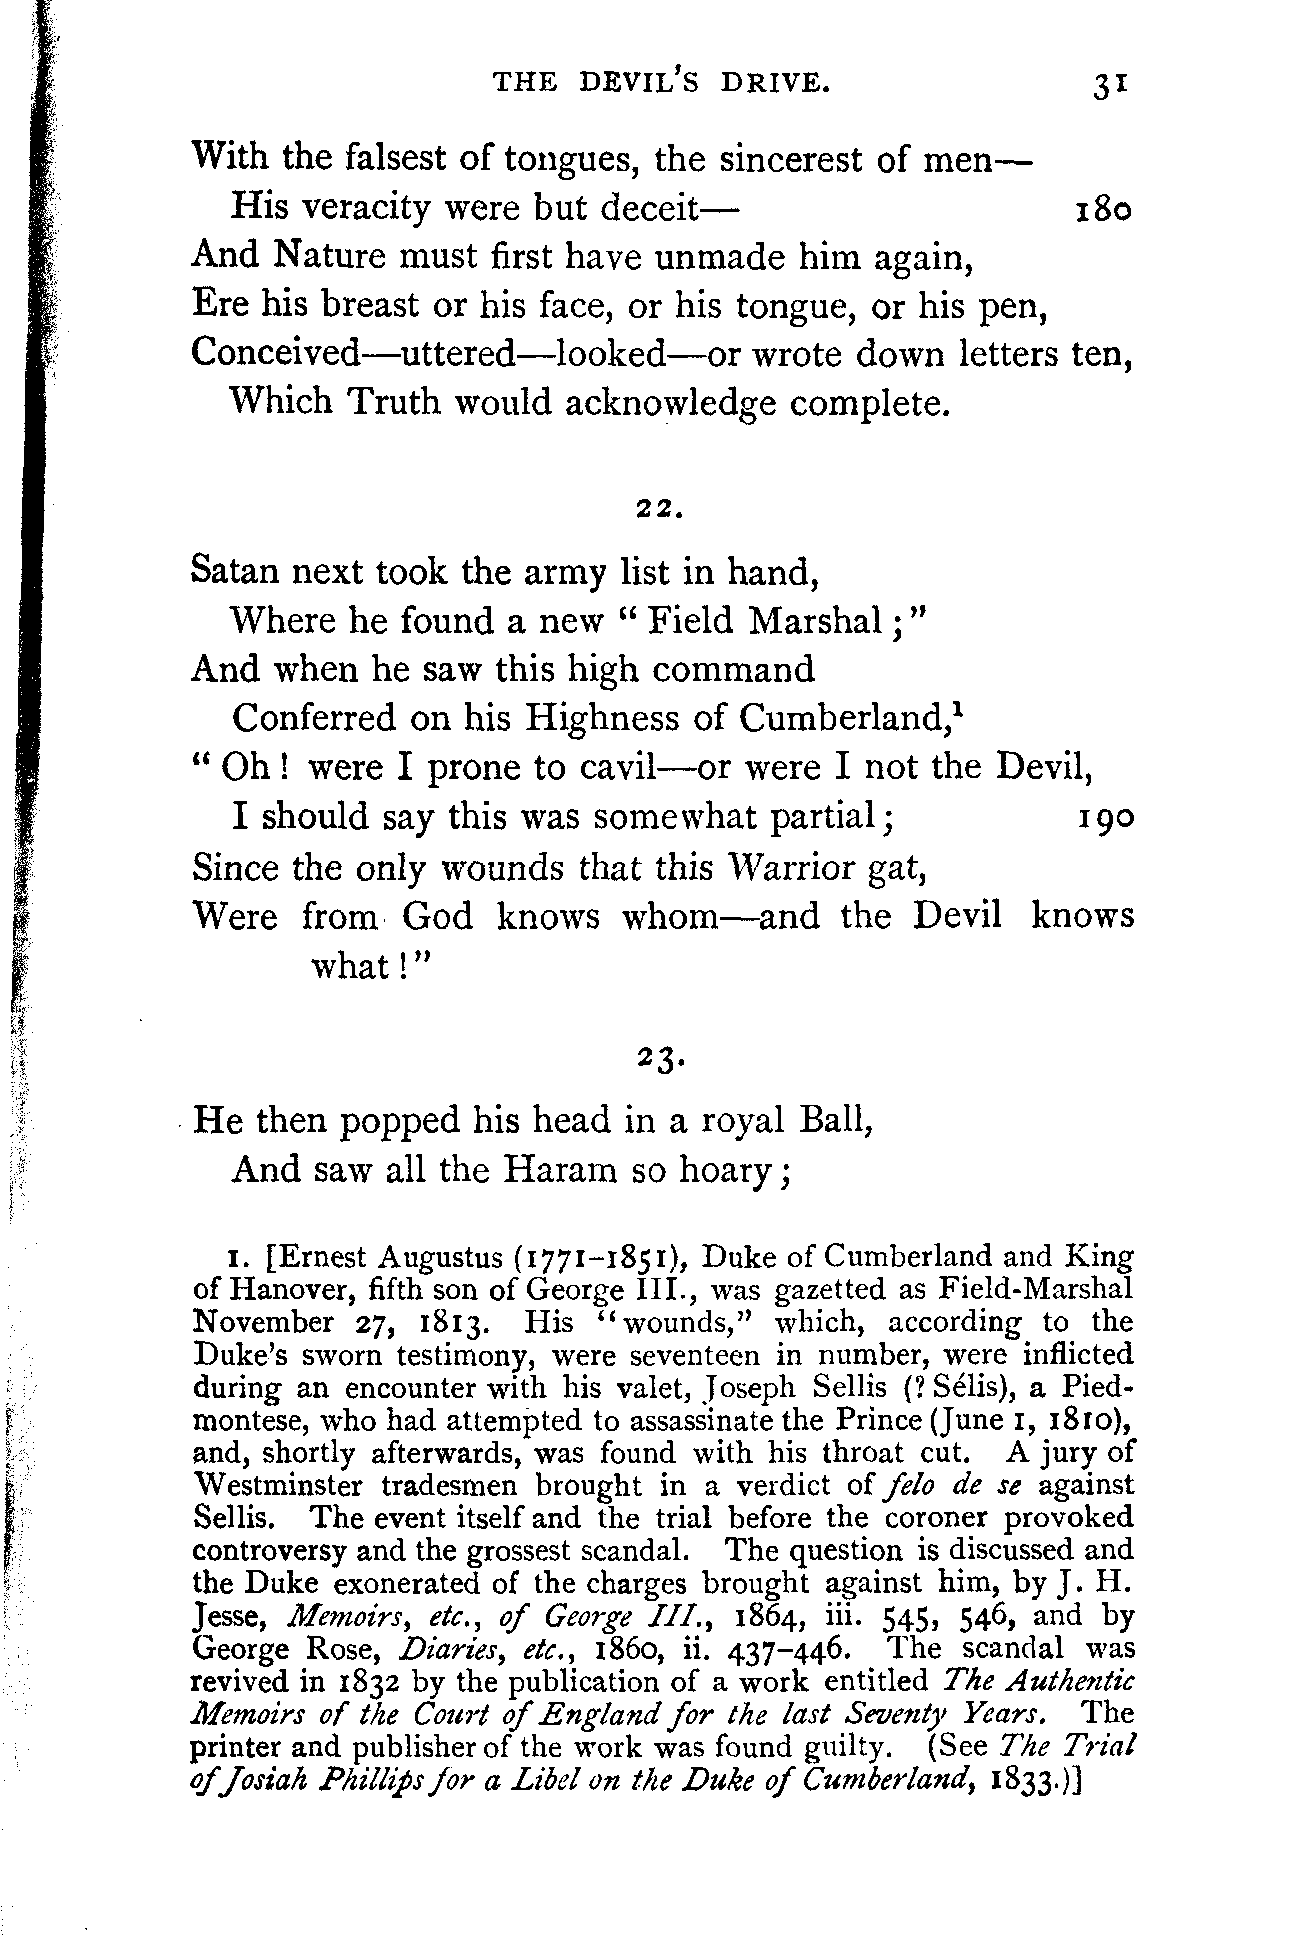 THE DEVIL'S DRIVE. 31
With the falsest of tongues, the sincerest of men—
His veracity were but deceit— 180
And Nature must first have unmade him again,
Ere his breast or his face, or his tongue, or his pen,
Conceived—uttered—looked—or wrote down letters ten,
Which Truth would acknowledge complete.
22.
Satan next took the army list in hand,
Where he found a new " Field Marshal ; "
And when he saw this high command
Conferred on his Highness of Cumberland,¹
" Oh ! were I prone to cavil—or were I not the Devil,
I should say this was somewhat partial ; 190
Since the only wounds that this Warrior gat,
Were from God knows whom—and the Devil knows
what ! "
23.
He then popped his head in a royal Ball,
And saw all the Haram so hoary ;
1. [Ernest Augustus (1771–1851), Duke of Cumberland and King
of Hanover, fifth son of George III., was gazetted as Field-Marshal
November 27, 1813. His "wounds," which, according to the
Duke's sworn testimony, were seventeen in number, were inflicted
during an encounter with his valet, Joseph Sellis (? Sélis), a Pied-
montese, who had attempted to assassinate the Prince (June 1, 1810),
and, shortly afterwards, was found with his throat cut. A jury of
Westminster tradesmen brought in a verdict of felo de se against
Sellis. The event itself and the trial before the coroner provoked
controversy and the grossest scandal. The question is discussed and
the Duke exonerated of the charges brought against him, by J. H.
Jesse, Memoirs, etc., of George III., 1864, iii. 545, 546, and by
George Rose, Diaries, etc., 1860, ii. 437–446. The scandal was
revived in 1832 by the publication of a work entitled The Authentic
Memoirs of the Court of England for the last Seventy Years. The
printer and publisher of the work was found guilty. (See The Trial
of Josiah Phillips for a Libel on the Duke of Cumberland, 1833.)]